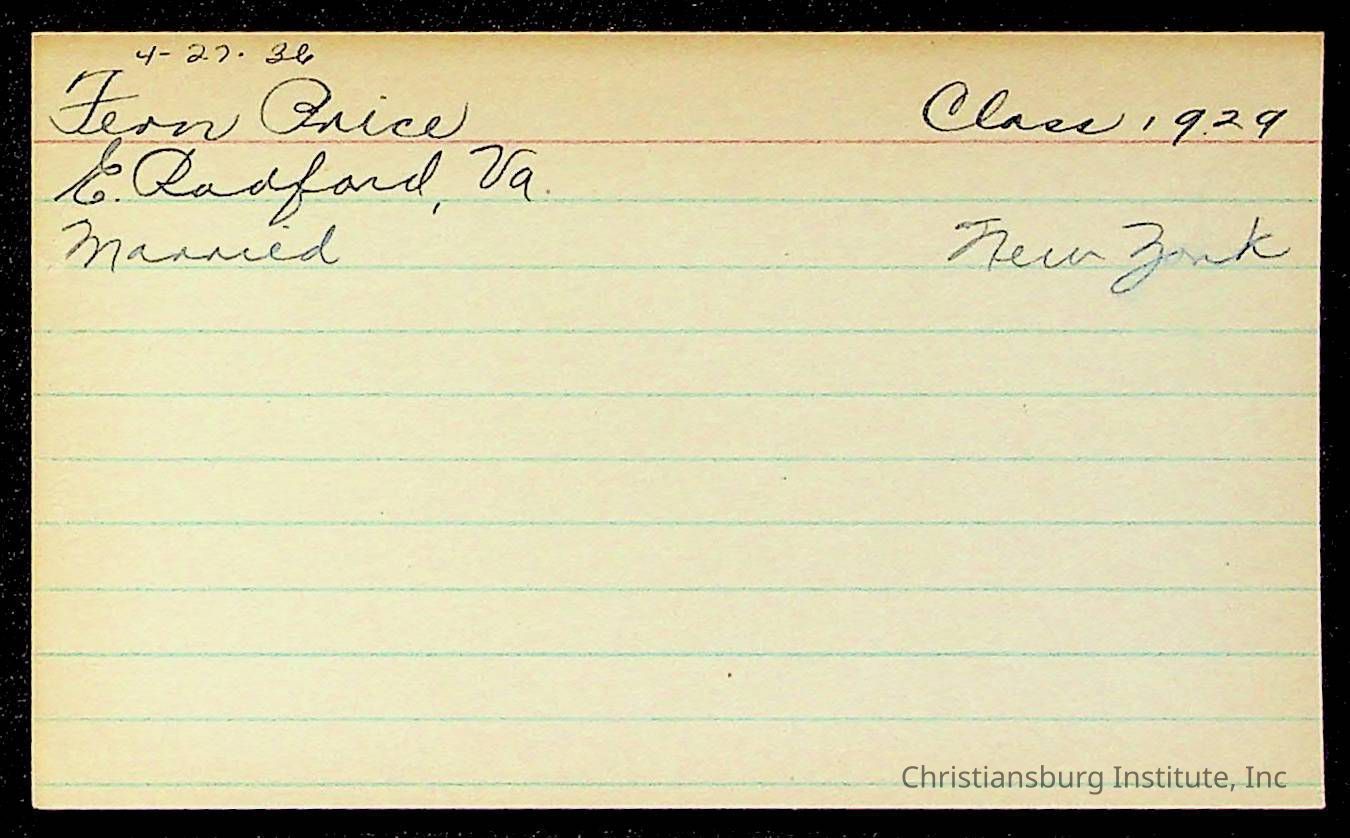 4-27-36
Fern Price Class 1929
E. Radford, Va.
Married New York
Christiansburg Institute, Inc